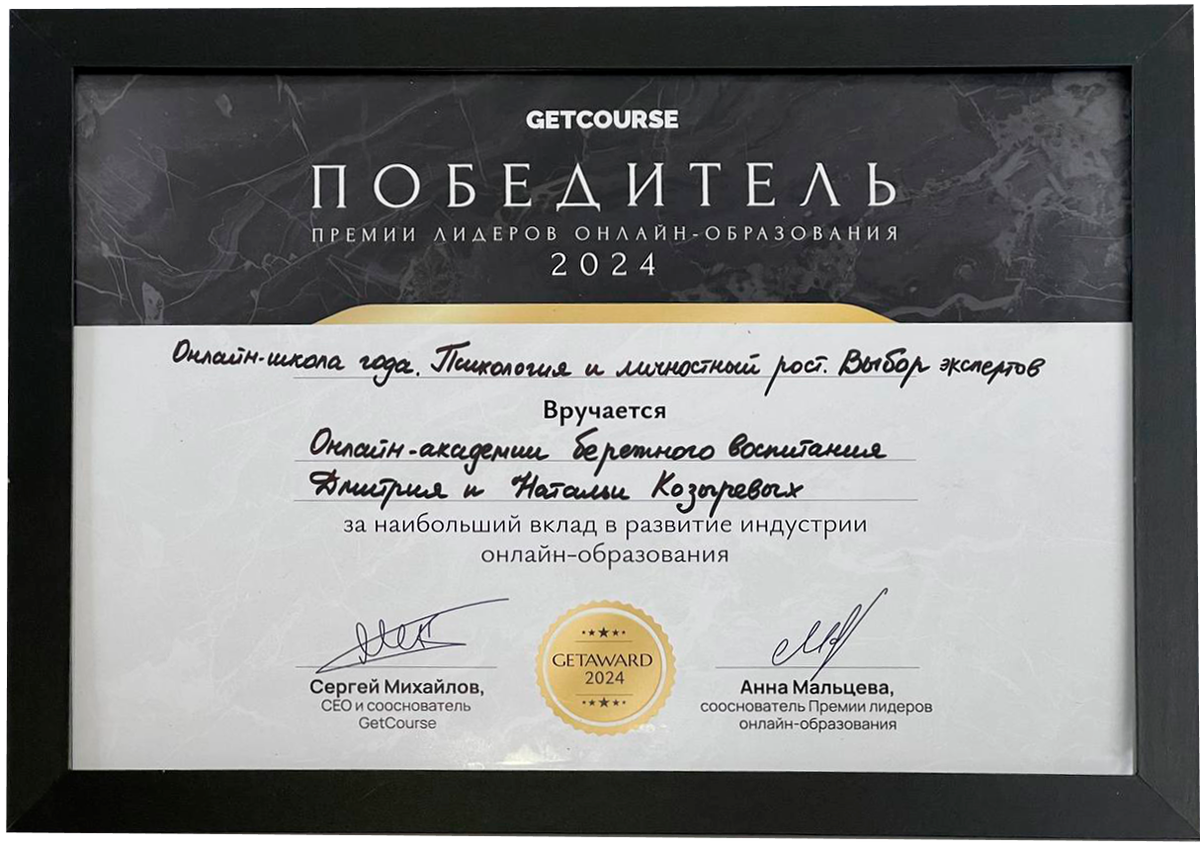 GETCOURSE
ПОБЕДИТЕЛЬ
ПРЕМИИ ЛИДЕРОВ ОНЛАЙН-ОБРАЗОВАНИЯ
2024
Онлайн-школа года. Психология и личностный рост. Выбор экспертов
Вручается
Онлайн-академии бережного воспитания
Дмитрия и Натальи Козыревых
за наибольший вклад в развитие индустрии
онлайн-образования
GETAWARD
2024
Сергей Михайлов,
CEO и сооснователь
GetCourse
Анна Мальцева,
сооснователь Премии лидеров
онлайн-образования